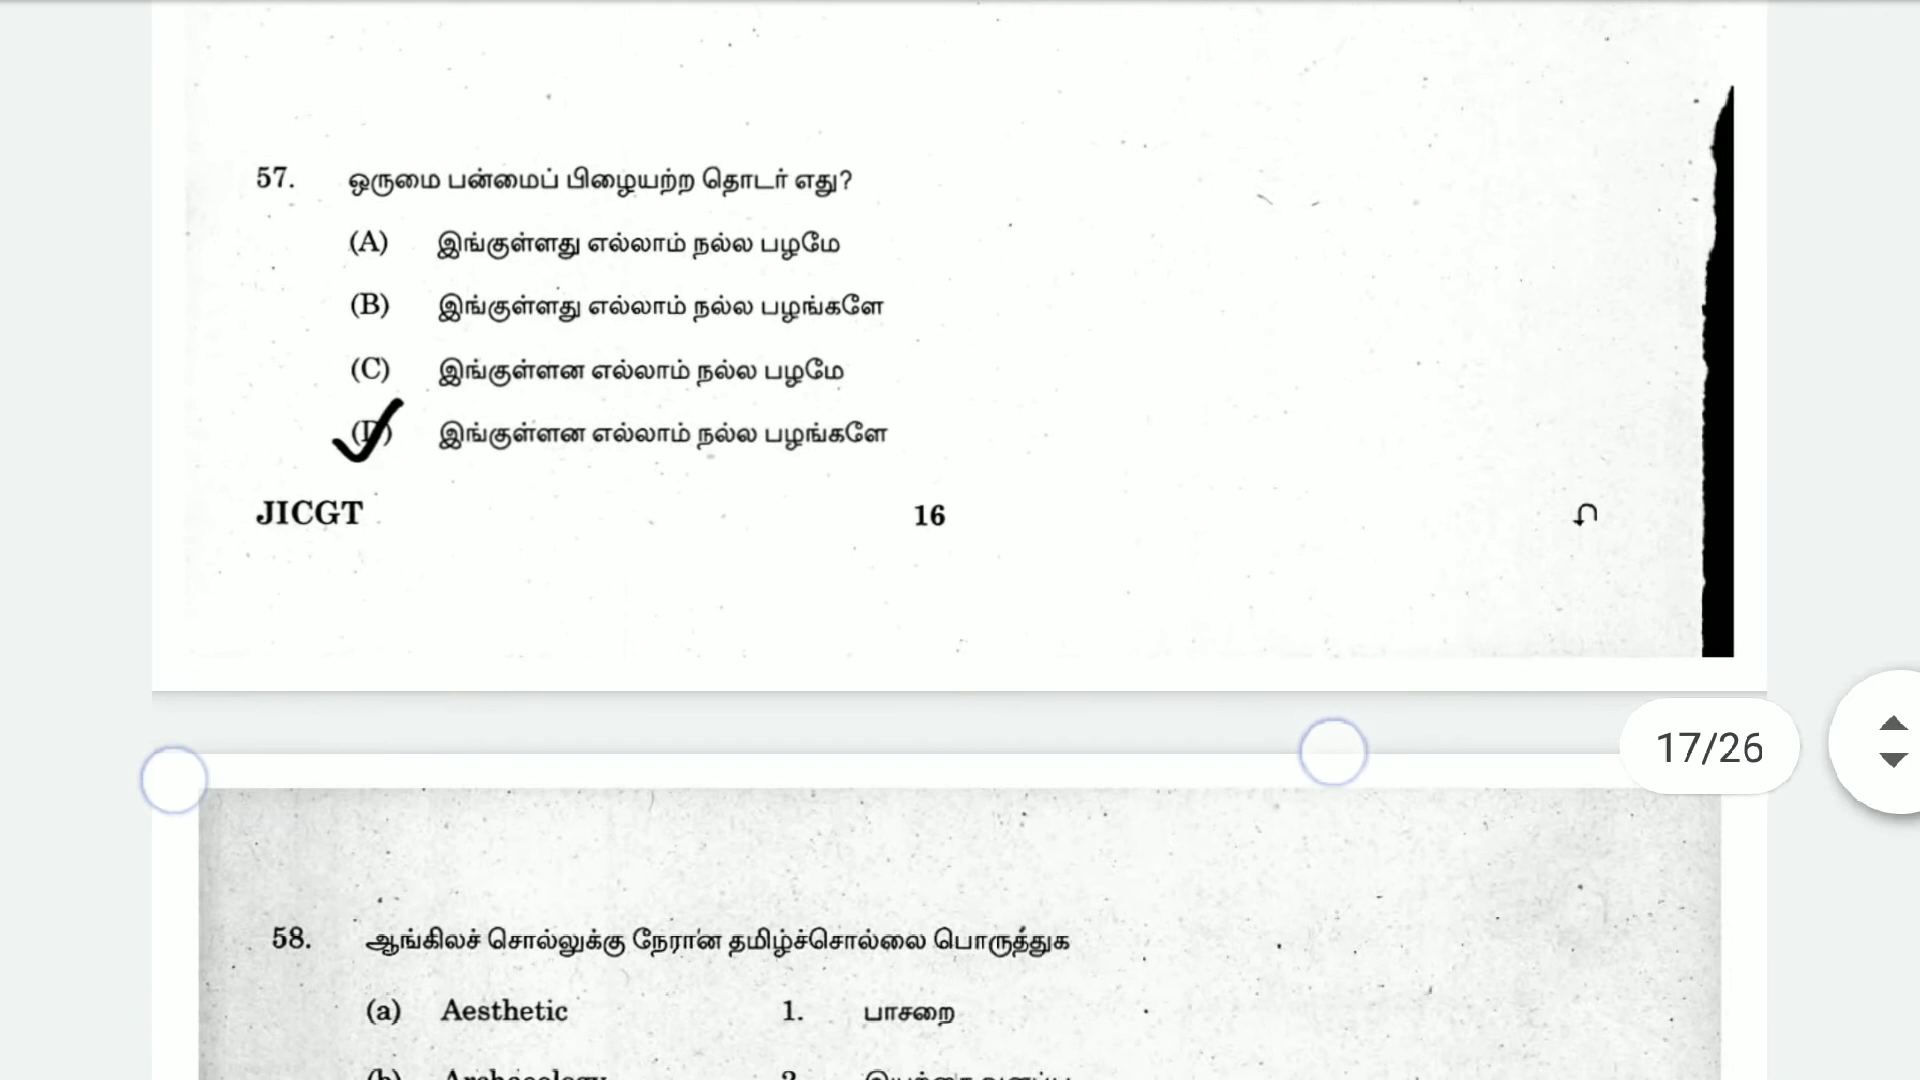 57. ஒருமை பன்மைப் பிழையற்ற தொடர் எது?
(A) இங்குள்ளது எல்லாம் நல்ல பழமே
(B) இங்குள்ளது எல்லாம் நல்ல பழங்களே
(C) இங்குள்ளன எல்லாம் நல்ல பழமே
(D) இங்குள்ளன எல்லாம் நல்ல பழங்களே
JICGT 16
17/26
58. ஆங்கிலச் சொல்லுக்கு நேரான தமிழ்ச்சொல்லை பொருத்துக
(a) Aesthetic 1. பாசறை
(b) Archaeology 2.